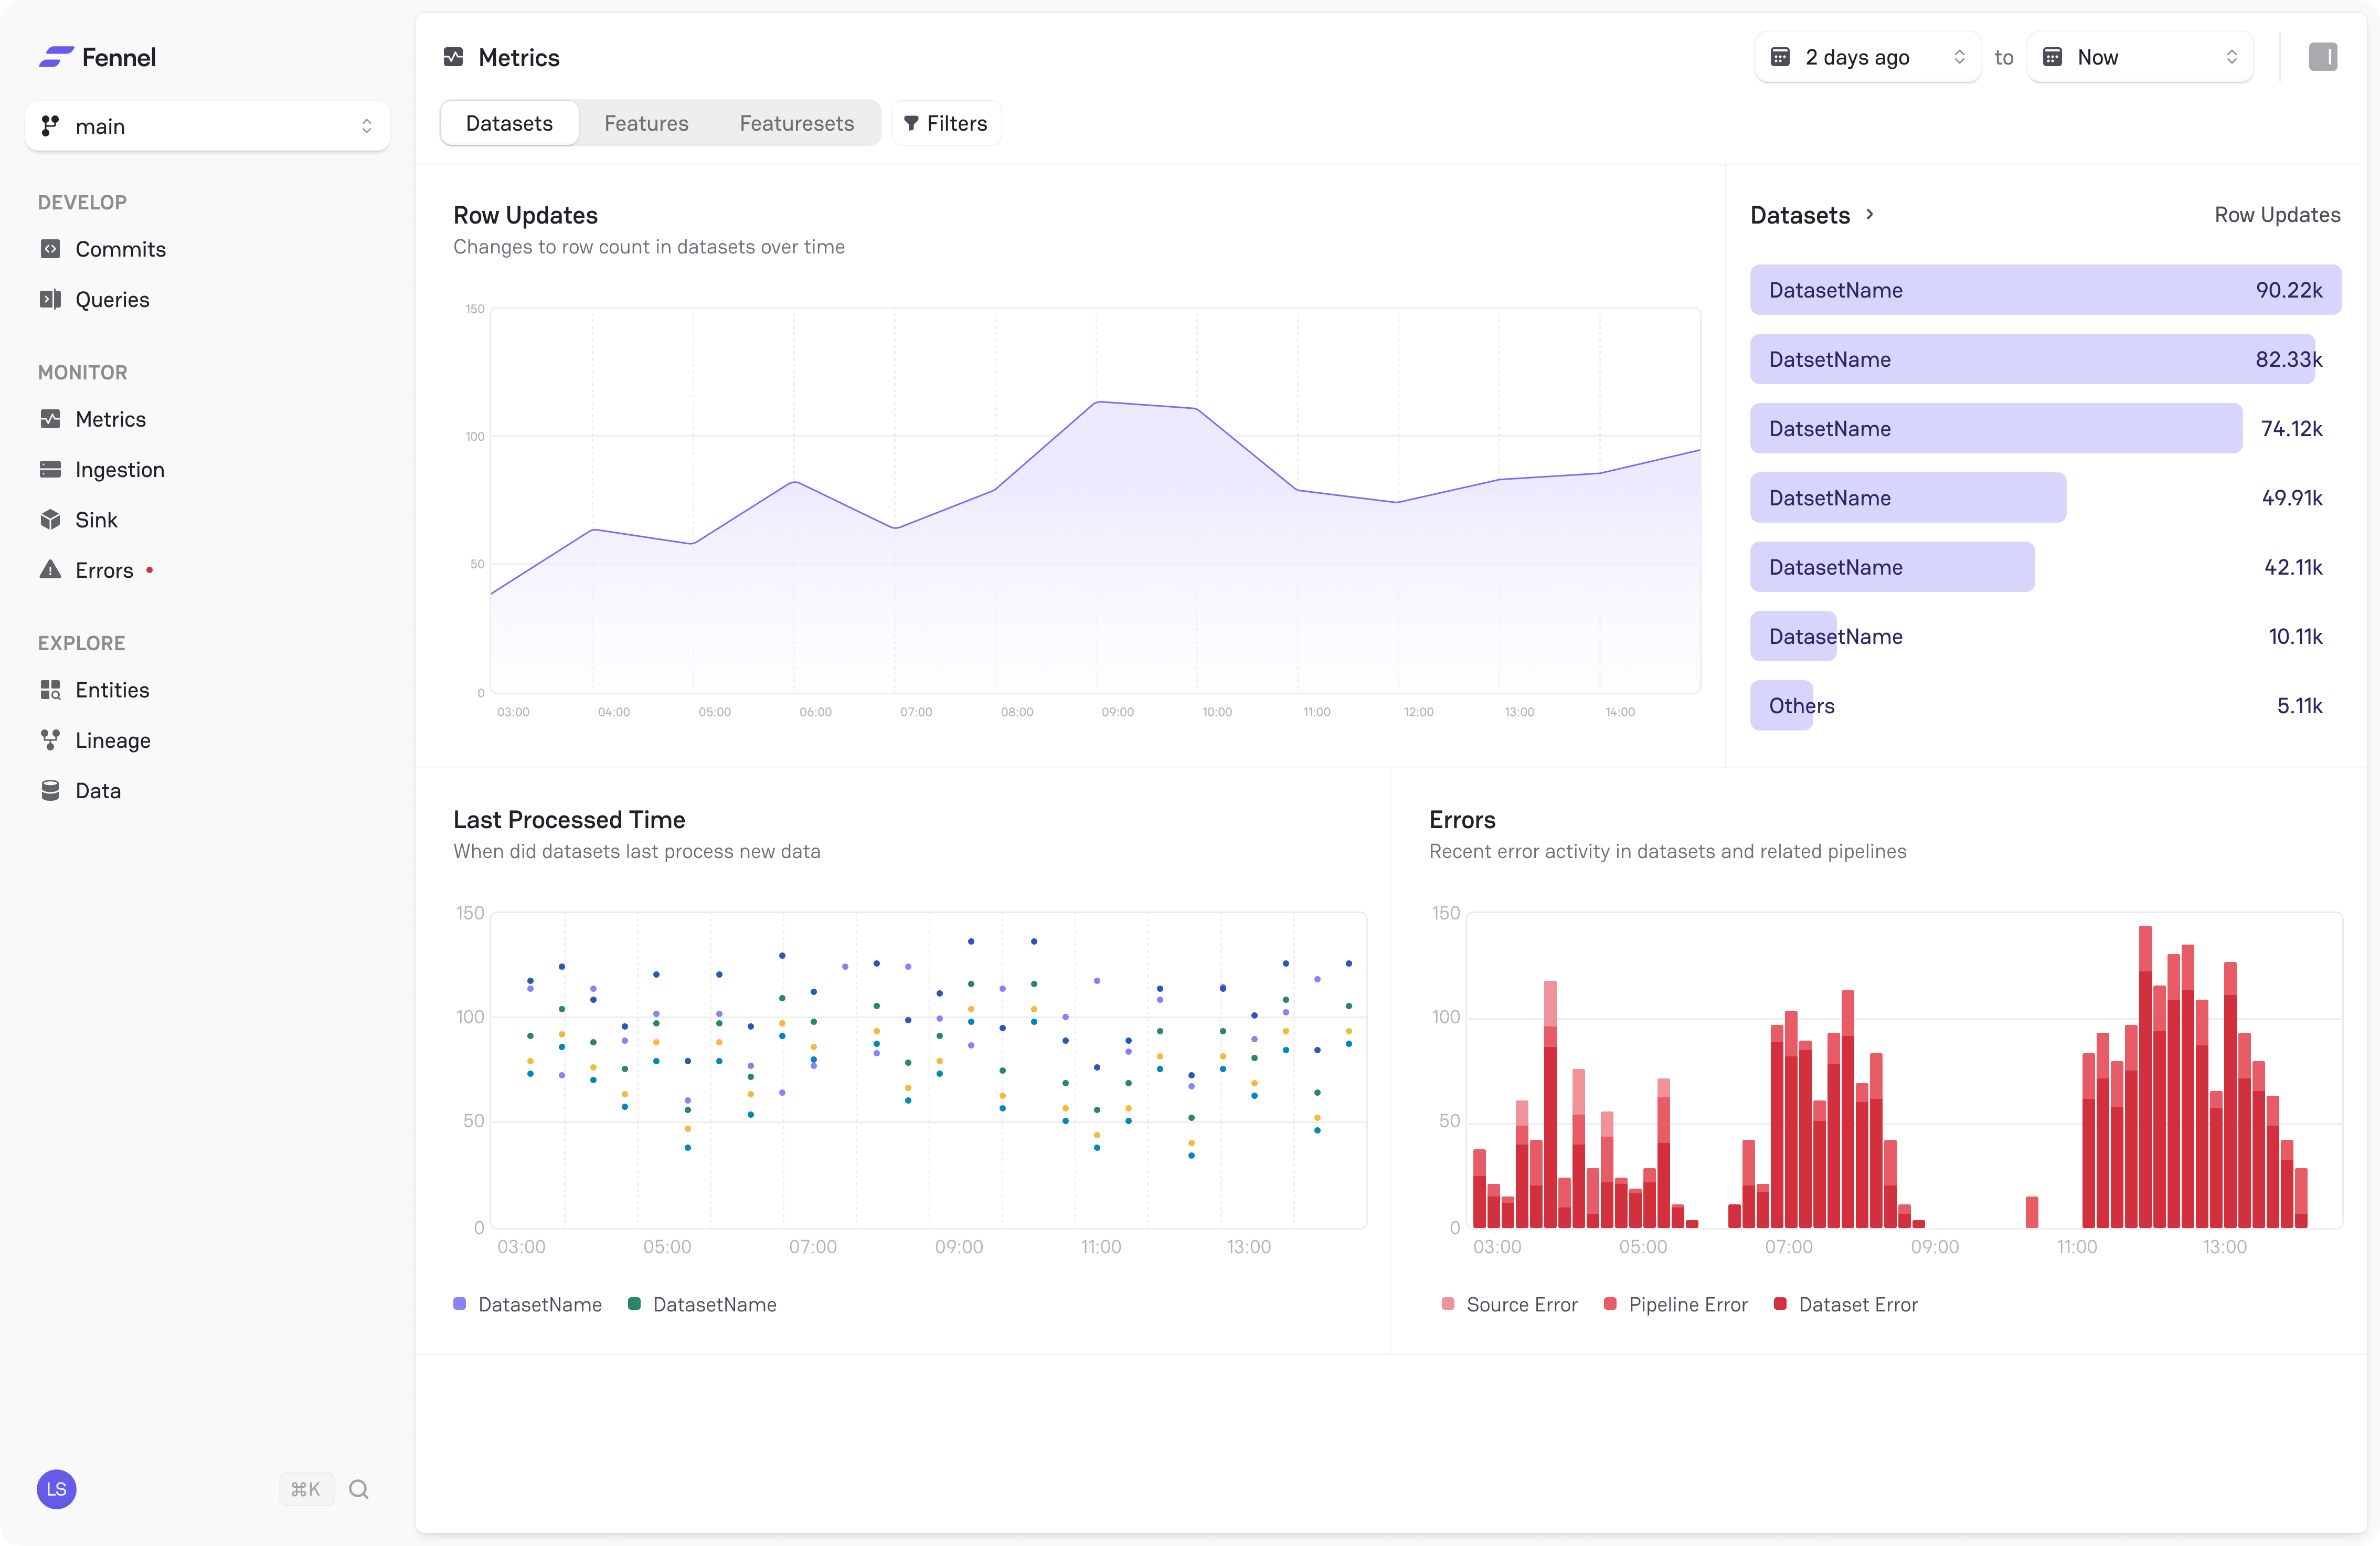 Fennel
main
DEVELOP
Commits
Queries
MONITOR
Metrics
Ingestion
Sink
Errors
EXPLORE
Entities
Lineage
Data
LS
⌘K
Metrics
2 days ago
to
Now
Datasets
Features
Featuresets
Filters
Row Updates
Changes to row count in datasets over time
150
100
50
0
03:00 04:00 05:00 06:00 07:00 08:00 09:00 10:00 11:00 12:00 13:00 14:00
Datasets
Row Updates
DatasetName 90.22k
DatsetName 82.33k
DatsetName 74.12k
DatsetName 49.91k
DatasetName 42.11k
DatasetName 10.11k
Others 5.11k
Last Processed Time
When did datasets last process new data
150
100
50
0
03:00 05:00 07:00 09:00 11:00 13:00
DatasetName DatasetName
Errors
Recent error activity in datasets and related pipelines
150
100
50
0
03:00 05:00 07:00 09:00 11:00 13:00
Source Error Pipeline Error Dataset Error